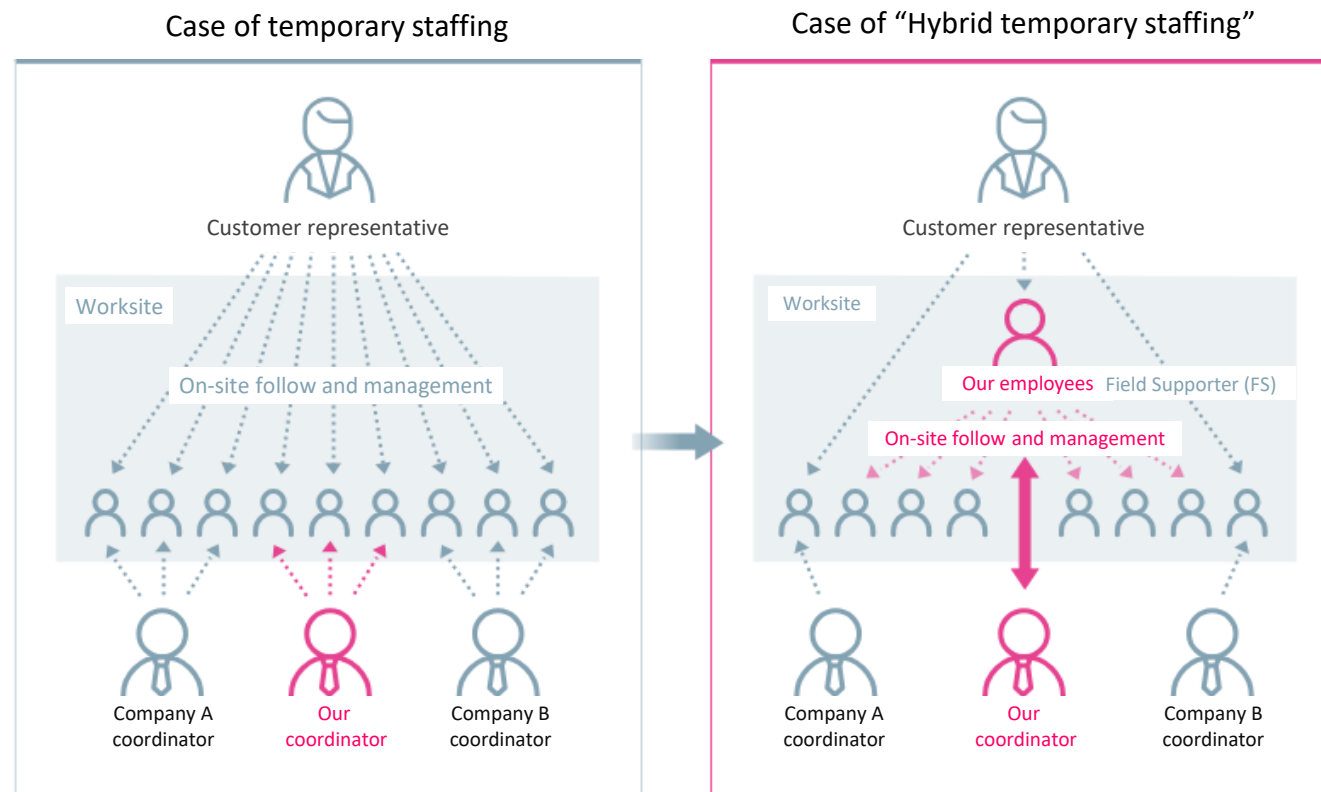 Case of temporary staffing
Customer representative
Worksite
On-site follow and management
Company A
coordinator
Our
coordinator
Company B
coordinator
Case of “Hybrid temporary staffing”
Customer representative
Worksite
Our employees Field Supporter (FS)
On-site follow and management
Company A
coordinator
Our
coordinator
Company B
coordinator